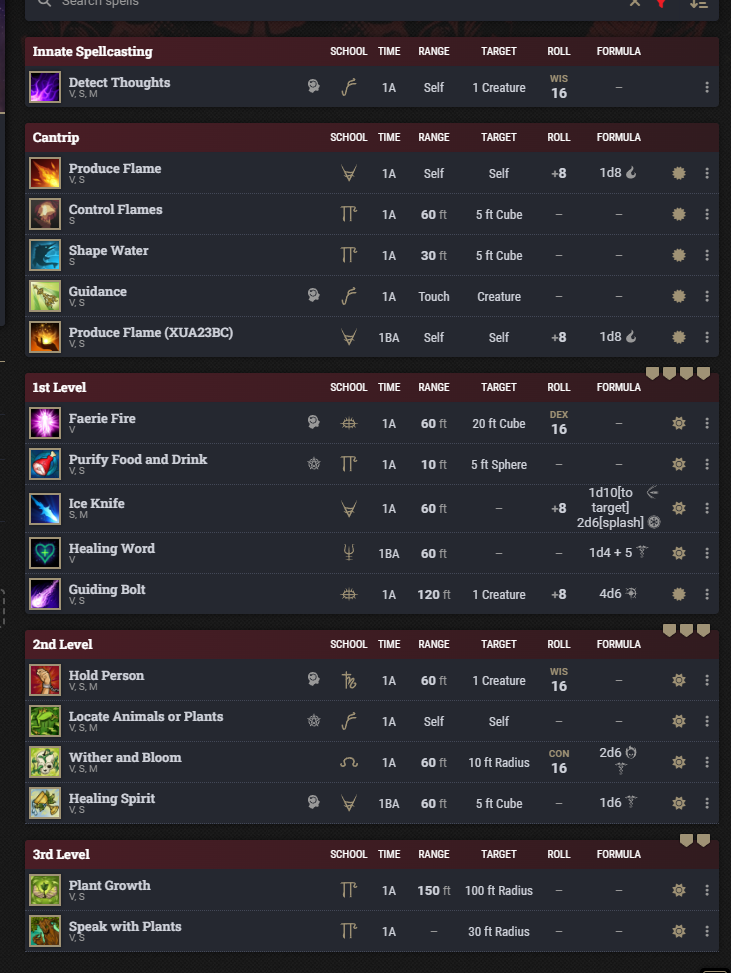 Search spells
Innate Spellcasting SCHOOL TIME RANGE TARGET ROLL FORMULA
Detect Thoughts 1A Self 1 Creature WIS 16 –
V, S, M
Cantrip SCHOOL TIME RANGE TARGET ROLL FORMULA
Produce Flame 1A Self Self +8 1d8
V, S
Control Flames 1A 60 ft 5 ft Cube – –
S
Shape Water 1A 30 ft 5 ft Cube – –
S
Guidance 1A Touch Creature – –
V, S
Produce Flame (XUA23BC) 1BA Self Self +8 1d8
V, S
1st Level SCHOOL TIME RANGE TARGET ROLL FORMULA
Faerie Fire 1A 60 ft 20 ft Cube DEX 16 –
V
Purify Food and Drink 1A 10 ft 5 ft Sphere – –
V, S
Ice Knife 1A 60 ft – +8 1d10[to target] 2d6[splash]
S, M
Healing Word 1BA 60 ft – – 1d4 + 5
V
Guiding Bolt 1A 120 ft 1 Creature +8 4d6
V, S
2nd Level SCHOOL TIME RANGE TARGET ROLL FORMULA
Hold Person 1A 60 ft 1 Creature WIS 16 –
V, S, M
Locate Animals or Plants 1A Self Self – –
V, S, M
Wither and Bloom 1A 60 ft 10 ft Radius CON 16 2d6
V, S, M
Healing Spirit 1BA 60 ft 5 ft Cube – 1d6
V, S
3rd Level SCHOOL TIME RANGE TARGET ROLL FORMULA
Plant Growth 1A 150 ft 100 ft Radius – –
V, S
Speak with Plants 1A – 30 ft Radius – –
V, S